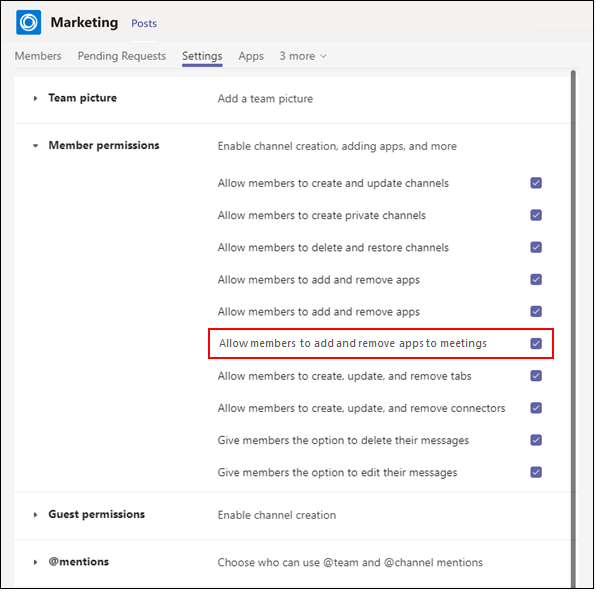 Marketing Posts
Members Pending Requests Settings Apps 3 more
Team picture Add a team picture
Member permissions Enable channel creation, adding apps, and more
Allow members to create and update channels
Allow members to create private channels
Allow members to delete and restore channels
Allow members to add and remove apps
Allow members to add and remove apps
Allow members to add and remove apps to meetings
Allow members to create, update, and remove tabs
Allow members to create, update, and remove connectors
Give members the option to delete their messages
Give members the option to edit their messages
Guest permissions Enable channel creation
@mentions Choose who can use @team and @channel mentions